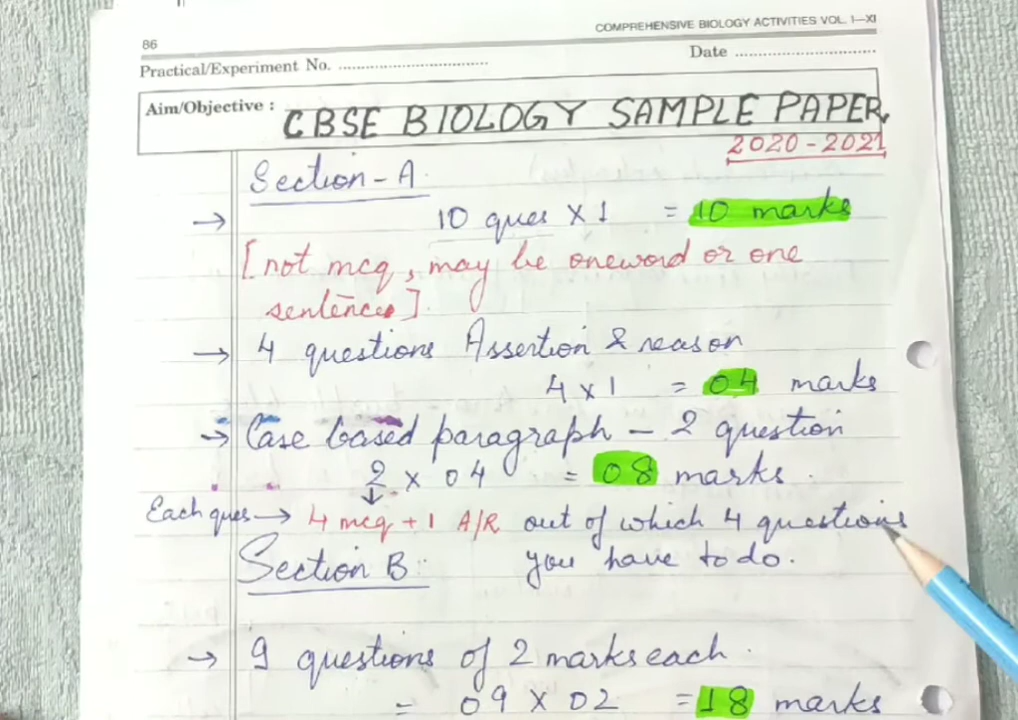 COMPREHENSIVE BIOLOGY ACTIVITIES VOL. I—XI
86
Practical/Experiment No. ............................................
Date ........................................
Aim/Objective : CBSE BIOLOGY SAMPLE PAPER
2020-2021
Section-A
→ 10 ques X 1 = 10 marks
[not mcq, may be oneword or one
sentences].
→ 4 questions Assertion & reason
4 x 1 = 04 marks
→ Case based paragraph - 2 question
2 x 04 = 08 marks.
Each ques → 4 mcq + 1 A/R out of which 4 questions
you have to do.
Section B:
→ 9 questions of 2 marks each.
= 09 X 02 = 18 marks